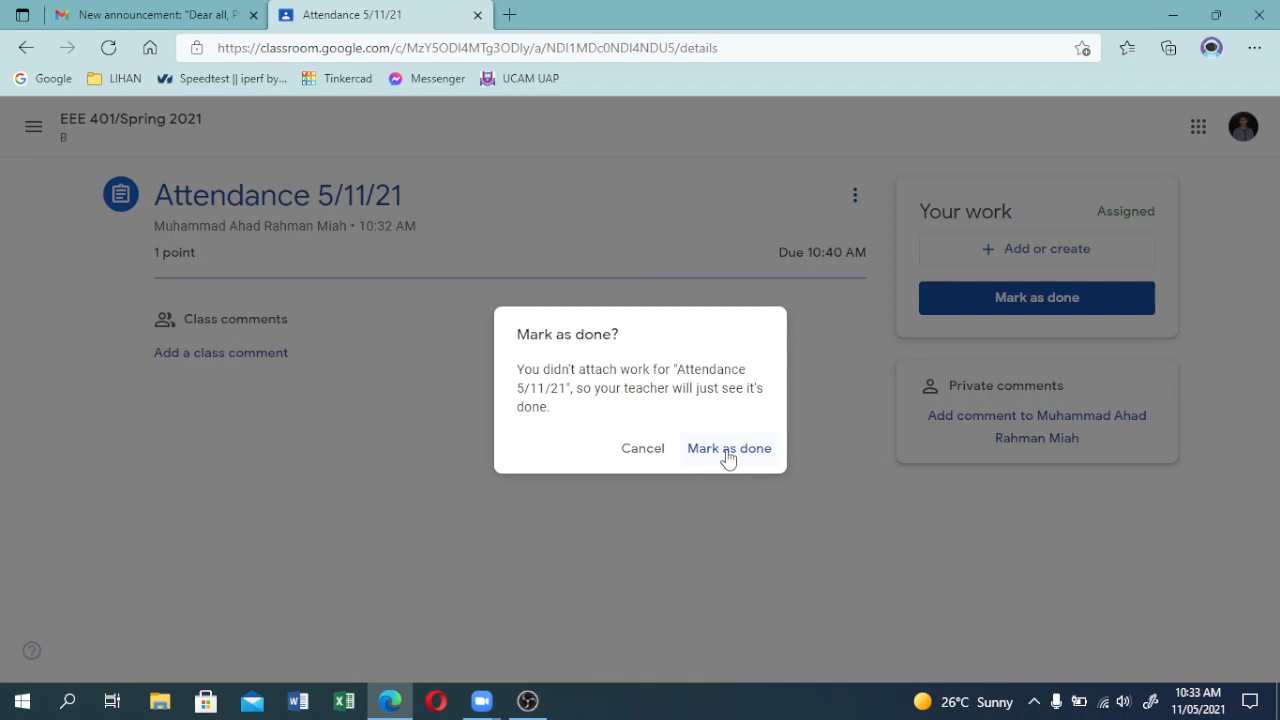 New announcement: "Dear all, P
Attendance 5/11/21
https://classroom.google.com/c/MzY5ODI4MTg3ODIy/a/NDI1MDc0NDI4NDU5/details
Google
LIHAN
Speedtest || iperf by...
Tinkercad
Messenger
UCAM UAP
EEE 401/Spring 2021
B
Attendance 5/11/21
Muhammad Ahad Rahman Miah • 10:32 AM
1 point
Due 10:40 AM
Class comments
Add a class comment
Your work
Assigned
+ Add or create
Mark as done
Private comments
Add comment to Muhammad Ahad
Rahman Miah
Mark as done?
You didn't attach work for "Attendance
5/11/21", so your teacher will just see it's
done.
Cancel
Mark as done
26°C Sunny
10:33 AM
11/05/2021